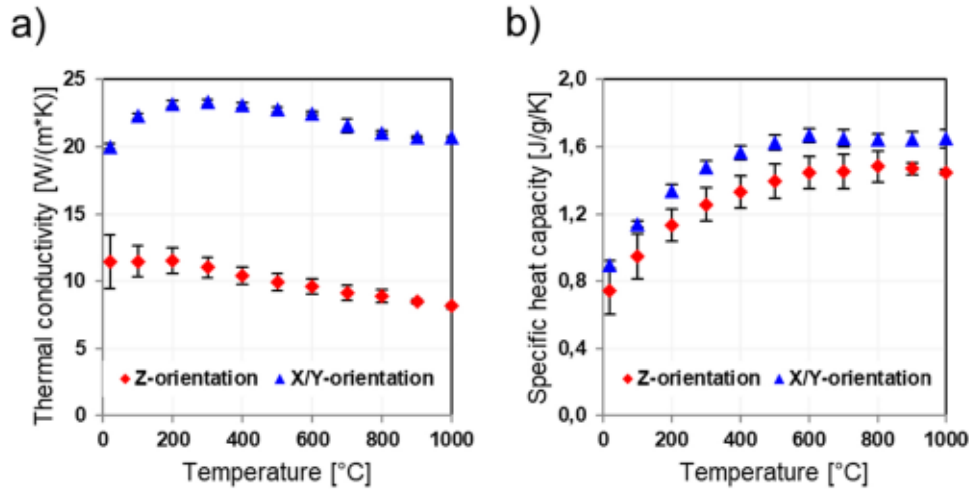 a)
Thermal conductivity [W/(m*K)]
25
20
15
10
5
0
Z-orientation X/Y-orientation
0 200 400 600 800 1000
Temperature [°C]
b)
Specific heat capacity [J/g/K]
2,0
1,6
1,2
0,8
0,4
0,0
Z-orientation X/Y-orientation
0 200 400 600 800 1000
Temperature [°C]